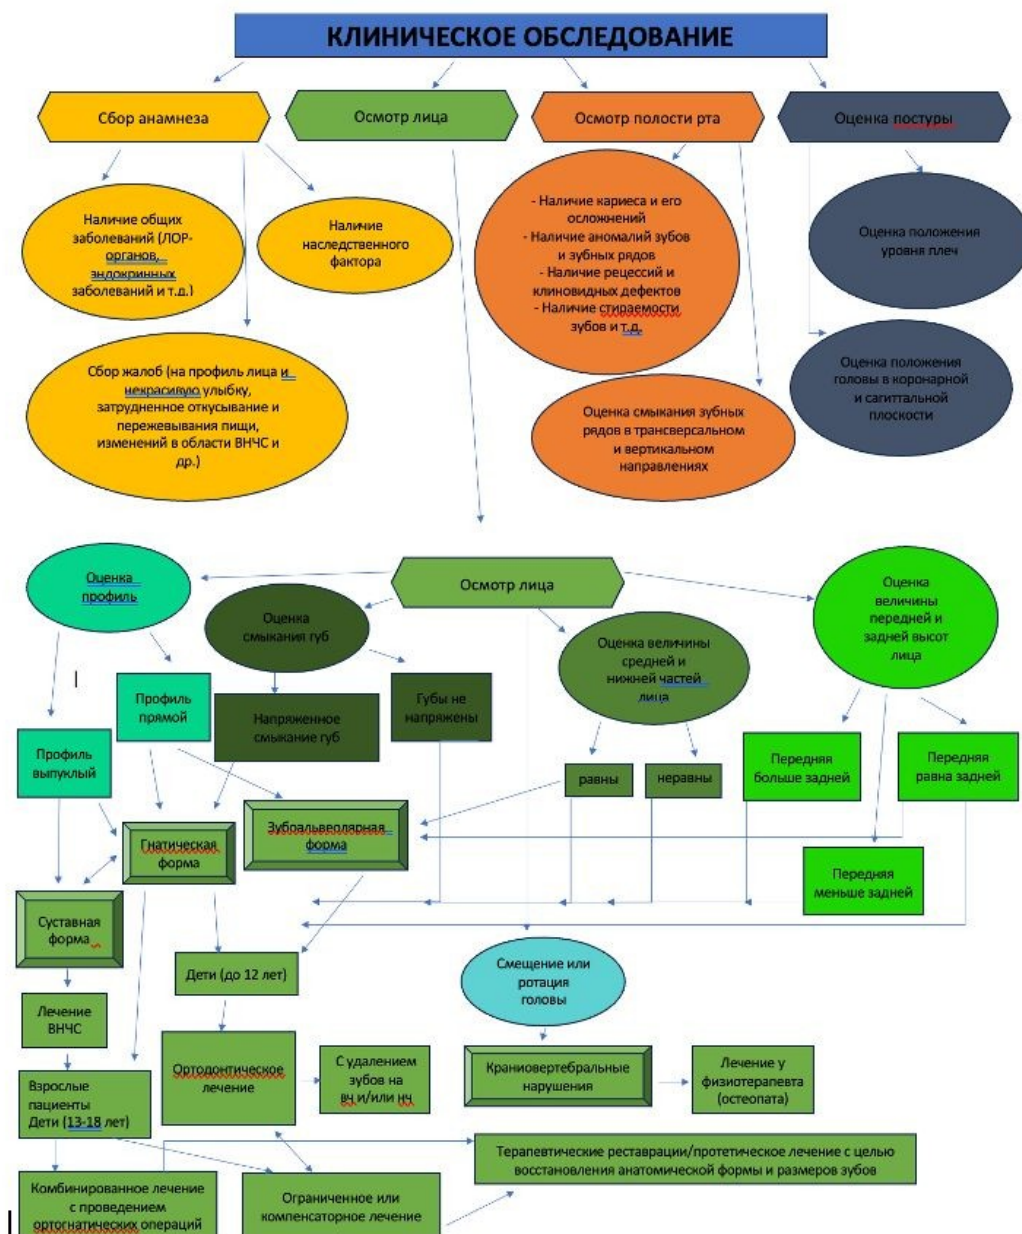 КЛИНИЧЕСКОЕ ОБСЛЕДОВАНИЕ
Сбор анамнеза
Осмотр лица
Осмотр полости рта
Оценка постуры
Наличие общих
заболеваний (ЛОР-
органов,
эндокринных
заболеваний и т.д.)
Наличие
наследственного
фактора
- Наличие кариеса и его
осложнений
- Наличие аномалий зубов
и зубных рядов
- Наличие рецессий и
клиновидных дефектов
- Наличие стираемости
зубов и т.д.
Оценка положения
уровня плеч
Сбор жалоб (на профиль лица и
некрасивую улыбку,
затрудненное откусывание и
пережевывания пищи,
изменений в области ВНЧС и
др.)
Оценка смыкания зубных
рядов в трансверсальном
и вертикальном
направлениях
Оценка положения
головы в коронарной
и сагиттальной
плоскости
Оценка
профиль
Осмотр лица
Оценка
смыкания губ
Оценка величины
средней и
нижней частей
лица
Оценка
величины
передней и
задней высот
лица
Профиль
прямой
Профиль
выпуклый
Напряженное
смыкание губ
Губы не
напряжены
равны
неравны
Передняя
больше задней
Передняя
равна задней
Передняя
меньше задней
Гнатическая
форма
Зубоальвеолярная
форма
Суставная
форма
Лечение
ВНЧС
Дети (до 12 лет)
Смещение или
ротация
головы
Взрослые
пациенты
Дети (13-18 лет)
Ортодонтическое
лечение
С удалением
зубов на
вч и/или нч
Краниовертебральные
нарушения
Лечение у
физиотерапевта
(остеопата)
Комбинированное лечение
с проведением
ортогнатических операций
Ограниченное или
компенсаторное лечение
Терапевтические реставрации/протетическое лечение с целью
восстановления анатомической формы и размеров зубов